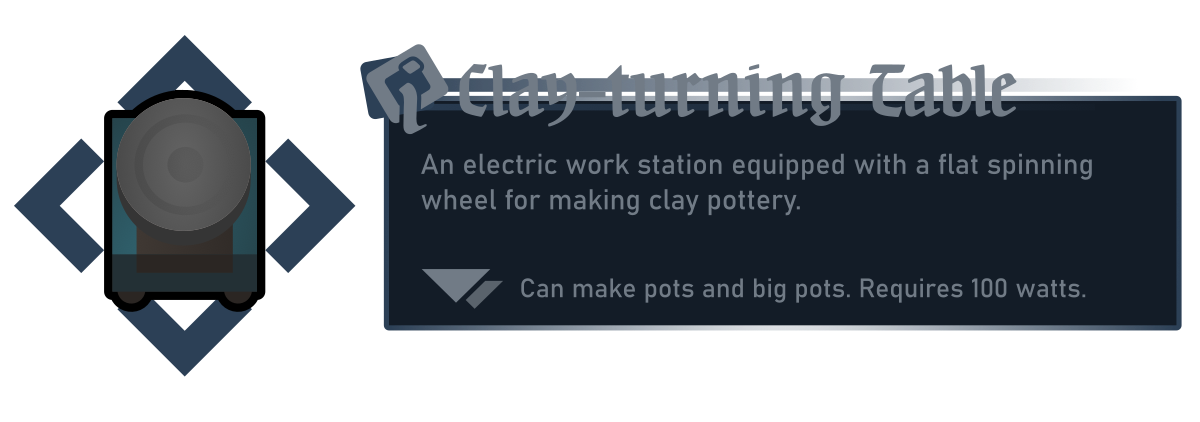 Clay-turning Table
An electric work station equipped with a flat spinning
wheel for making clay pottery.
Can make pots and big pots. Requires 100 watts.